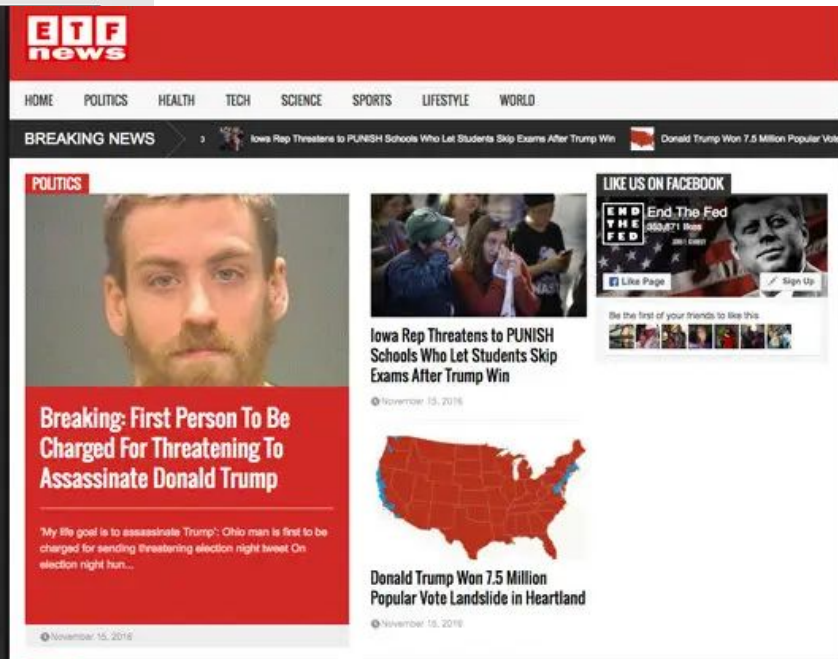 ETF
news
HOME POLITICS HEALTH TECH SCIENCE SPORTS LIFESTYLE WORLD
BREAKING NEWS Iowa Rep Threatens to PUNISH Schools Who Let Students Skip Exams After Trump Win Donald Trump Won 7.5 Million Popular Vote
POLITICS
Breaking: First Person To Be
Charged For Threatening To
Assassinate Donald Trump
'My life goal is to assassinate Trump': Ohio man is first to be
charged for sending threatening election night tweet On
election night hun...
November 15, 2016
Iowa Rep Threatens to PUNISH
Schools Who Let Students Skip
Exams After Trump Win
November 15, 2016
Donald Trump Won 7.5 Million
Popular Vote Landslide in Heartland
November 15, 2016
LIKE US ON FACEBOOK
END
THE
FED
End The Fed
353,871 likes
Like Page
Sign Up
Be the first of your friends to like this